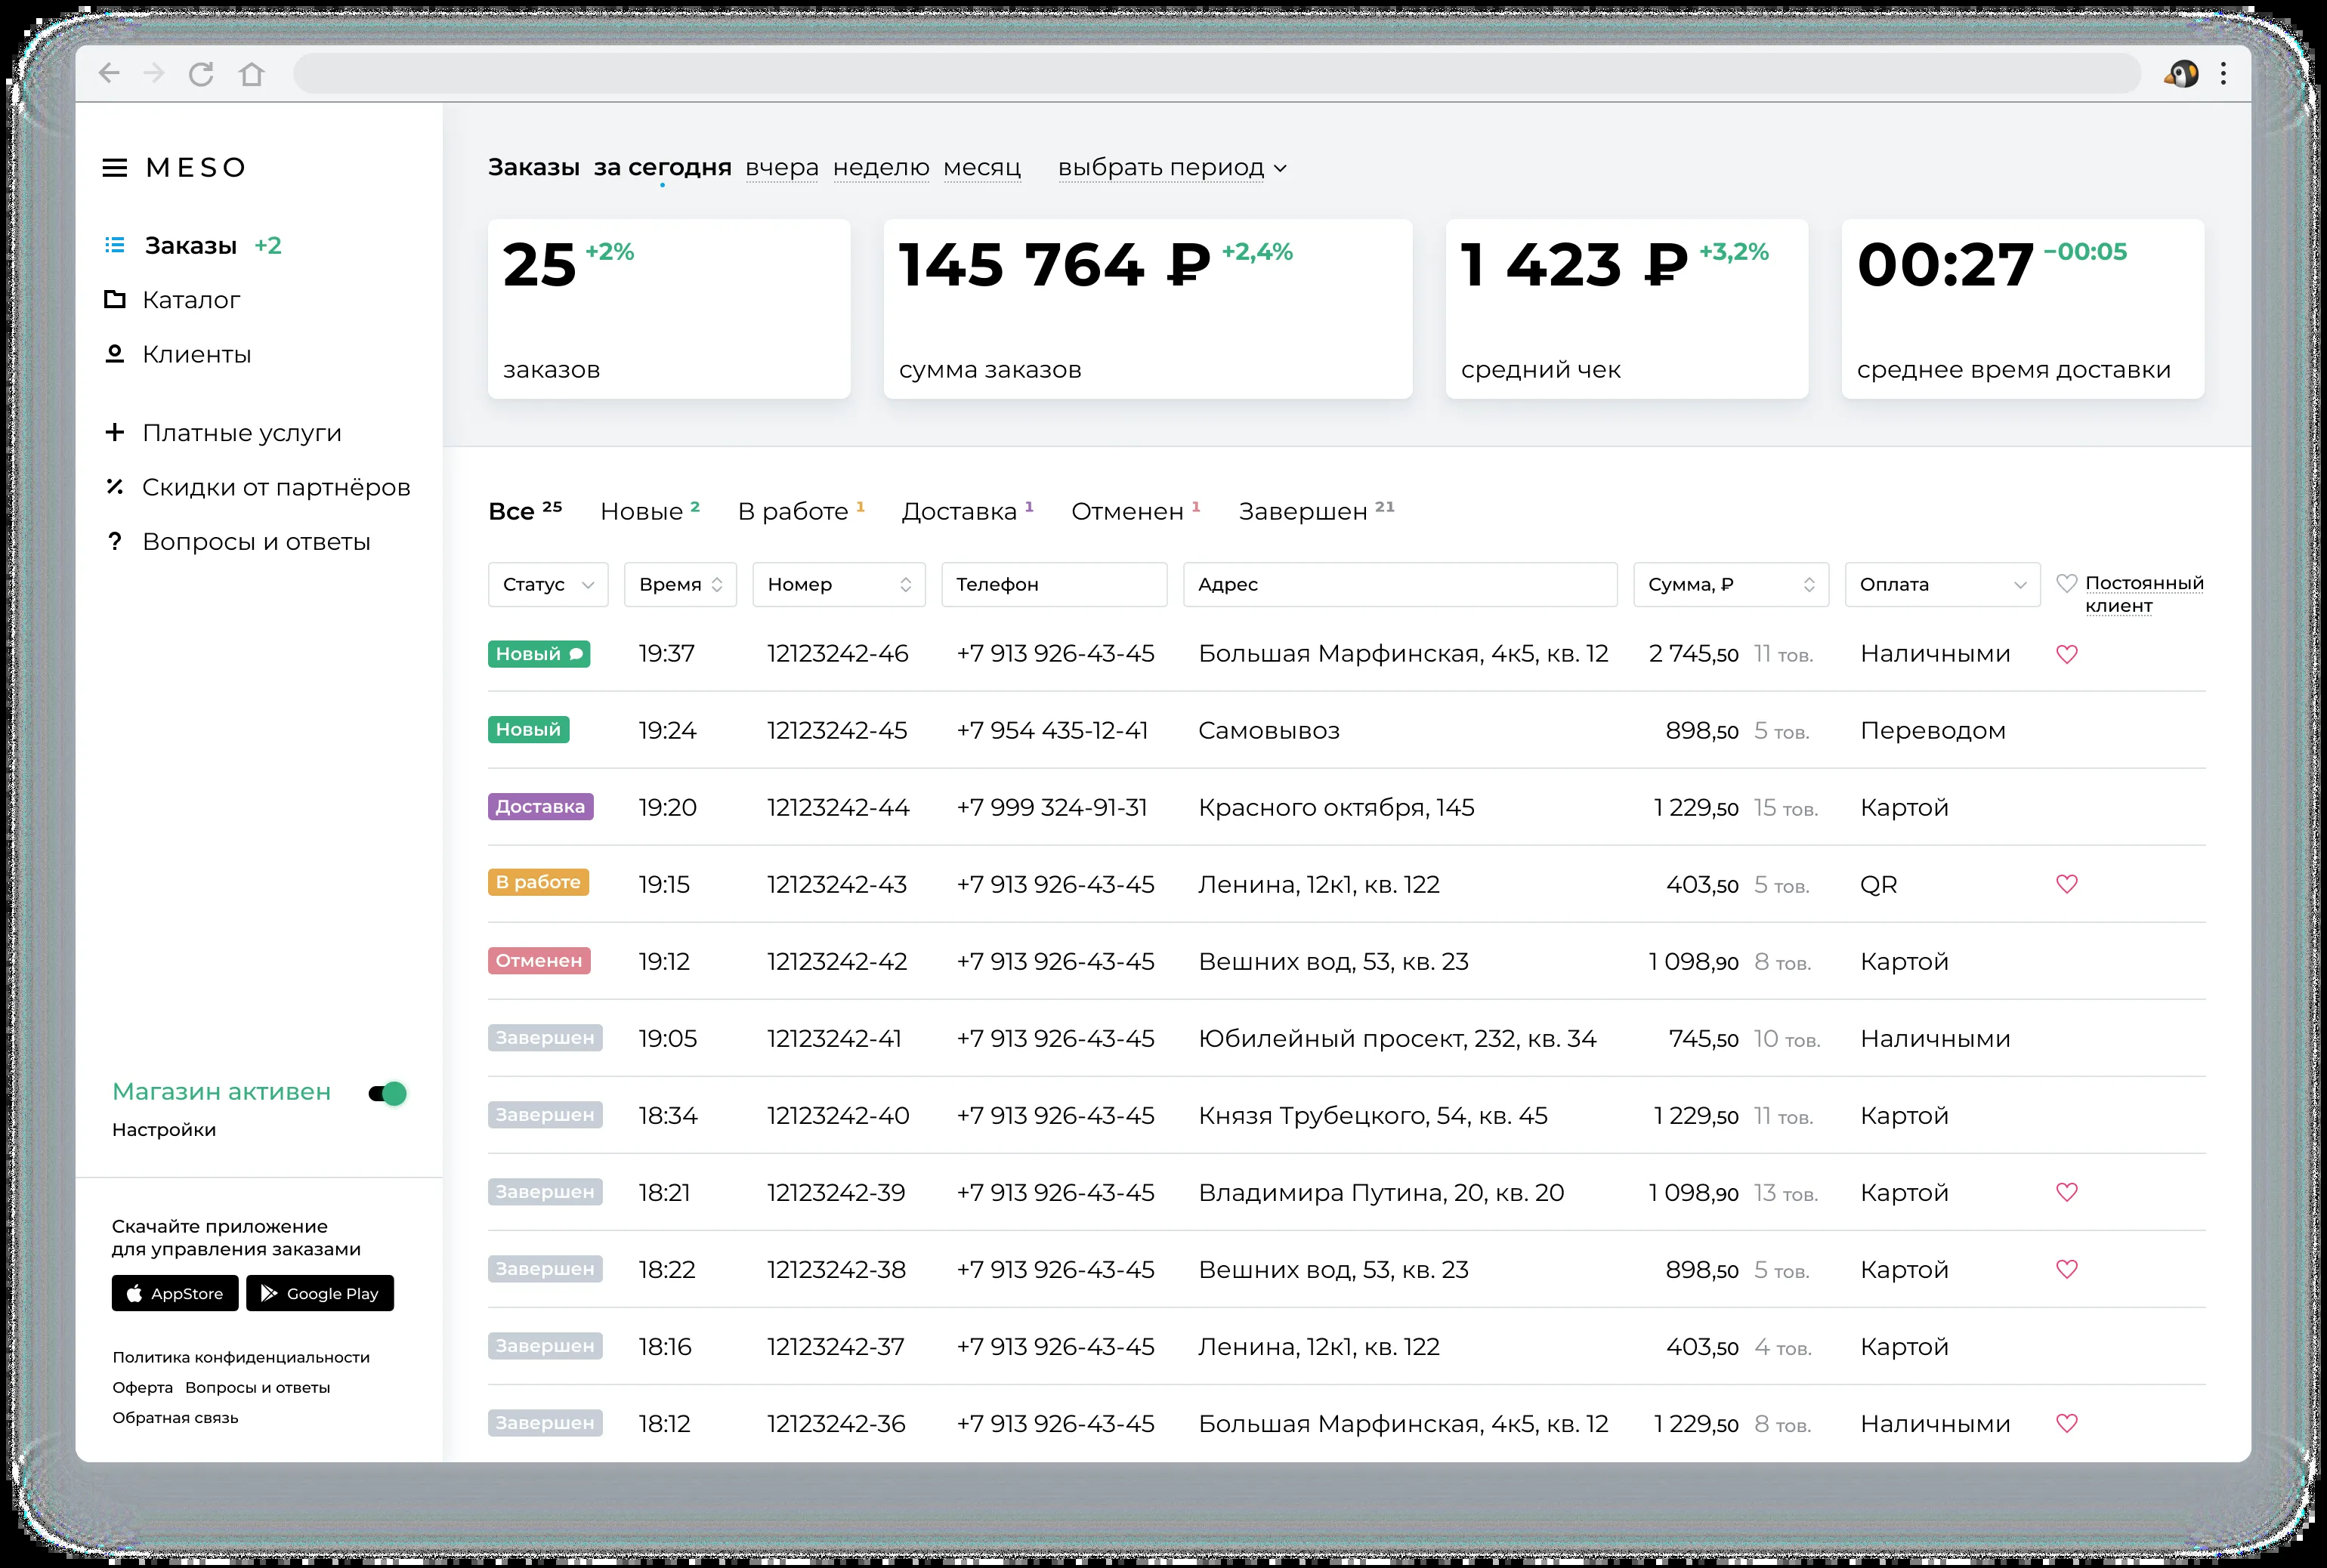 MESO
Заказы +2
Каталог
Клиенты
Платные услуги
Скидки от партнёров
Вопросы и ответы
Магазин активен
Настройки
Скачайте приложение
для управления заказами
AppStore Google Play
Политика конфиденциальности
Оферта Вопросы и ответы
Обратная связь
Заказы за сегодня вчера неделю месяц выбрать период
25 +2%
заказов
145 764 ₽ +2,4%
сумма заказов
1 423 ₽ +3,2%
средний чек
00:27 −00:05
среднее время доставки
Все 25 Новые 2 В работе 1 Доставка 1 Отменен 1 Завершен 21
Статус Время Номер Телефон Адрес Сумма, ₽ Оплата Постоянный
клиент
Новый 19:37 12123242-46 +7 913 926-43-45 Большая Марфинская, 4к5, кв. 12 2 745,50 11 тов. Наличными
Новый 19:24 12123242-45 +7 954 435-12-41 Самовывоз 898,50 5 тов. Переводом
Доставка 19:20 12123242-44 +7 999 324-91-31 Красного октября, 145 1 229,50 15 тов. Картой
В работе 19:15 12123242-43 +7 913 926-43-45 Ленина, 12к1, кв. 122 403,50 5 тов. QR
Отменен 19:12 12123242-42 +7 913 926-43-45 Вешних вод, 53, кв. 23 1 098,90 8 тов. Картой
Завершен 19:05 12123242-41 +7 913 926-43-45 Юбилейный просект, 232, кв. 34 745,50 10 тов. Наличными
Завершен 18:34 12123242-40 +7 913 926-43-45 Князя Трубецкого, 54, кв. 45 1 229,50 11 тов. Картой
Завершен 18:21 12123242-39 +7 913 926-43-45 Владимира Путина, 20, кв. 20 1 098,90 13 тов. Картой
Завершен 18:22 12123242-38 +7 913 926-43-45 Вешних вод, 53, кв. 23 898,50 5 тов. Картой
Завершен 18:16 12123242-37 +7 913 926-43-45 Ленина, 12к1, кв. 122 403,50 4 тов. Картой
Завершен 18:12 12123242-36 +7 913 926-43-45 Большая Марфинская, 4к5, кв. 12 1 229,50 8 тов. Наличными